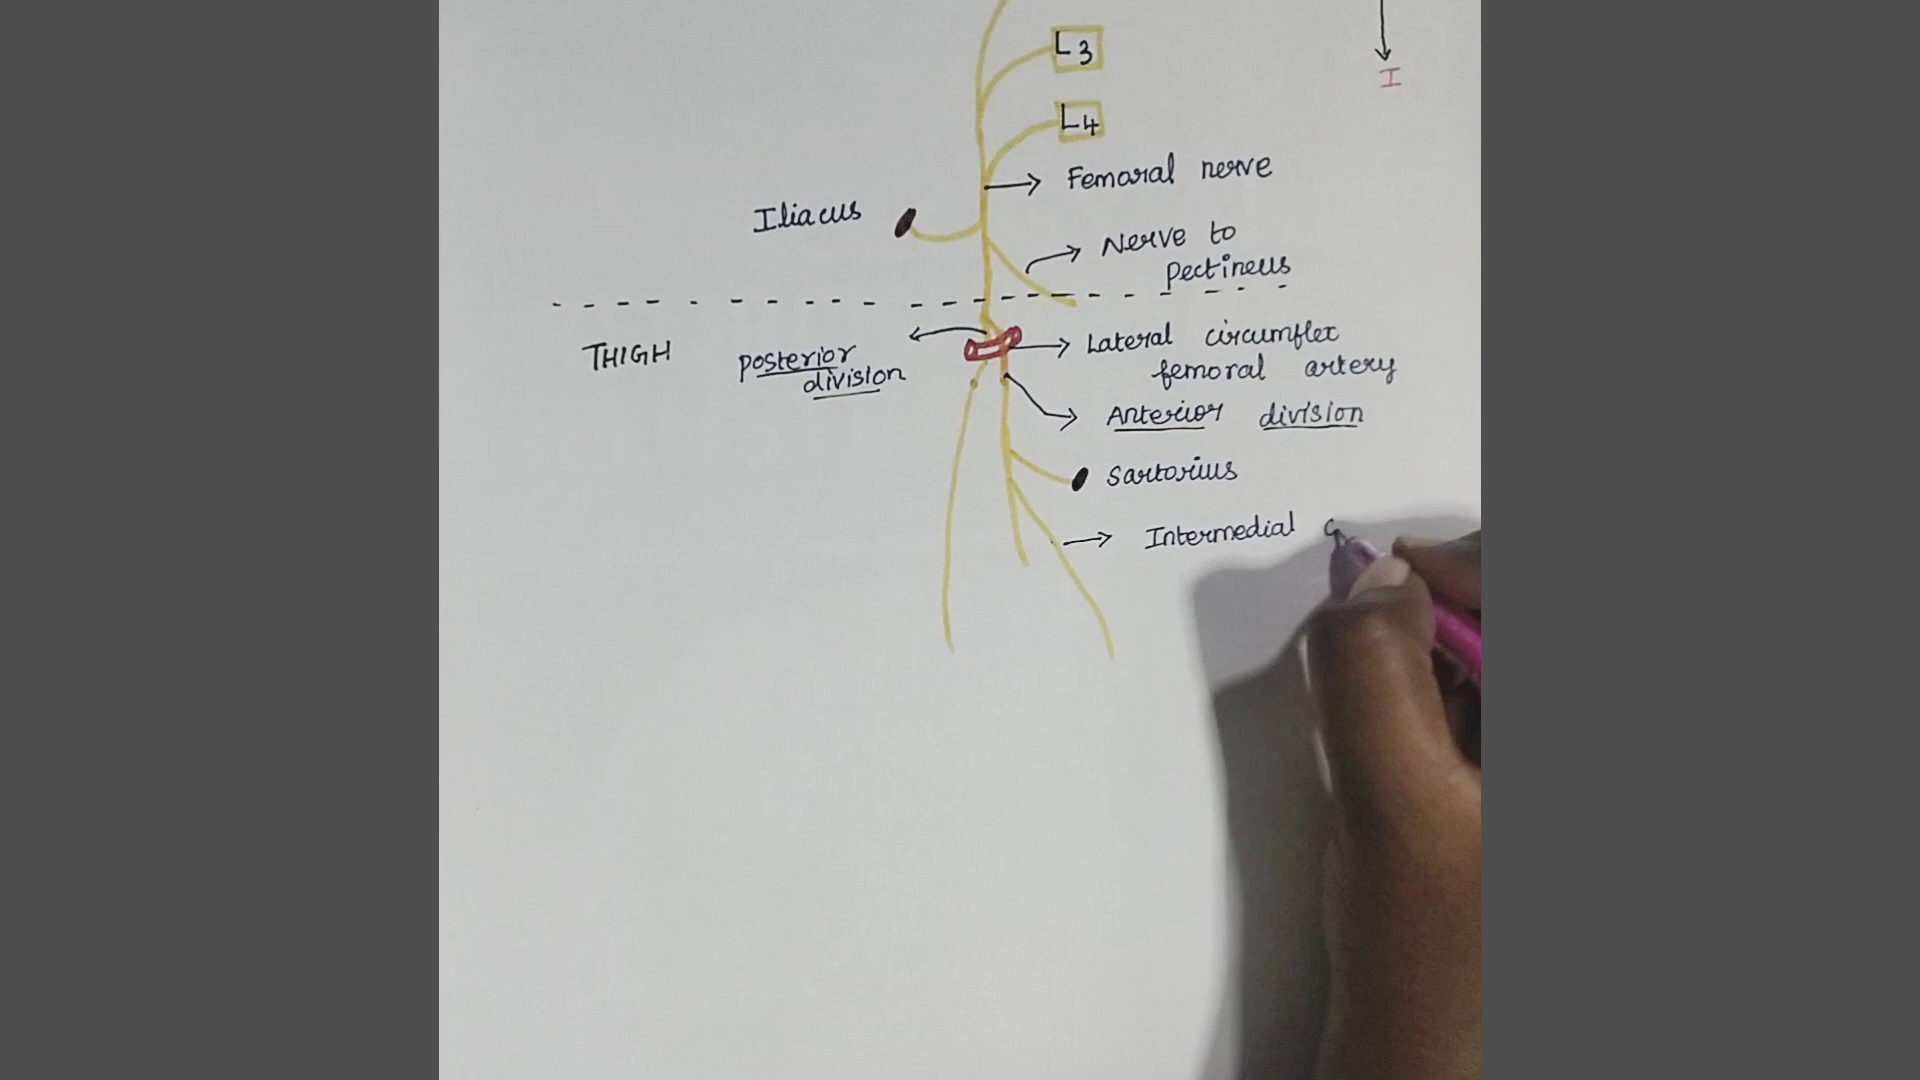 L3
I
L4
Femoral nerve
Iliacus
Nerve to
Pectineus
THIGH
Posterior
division
Lateral circumflex
femoral artery
Anterior division
Sartorius
Intermedial